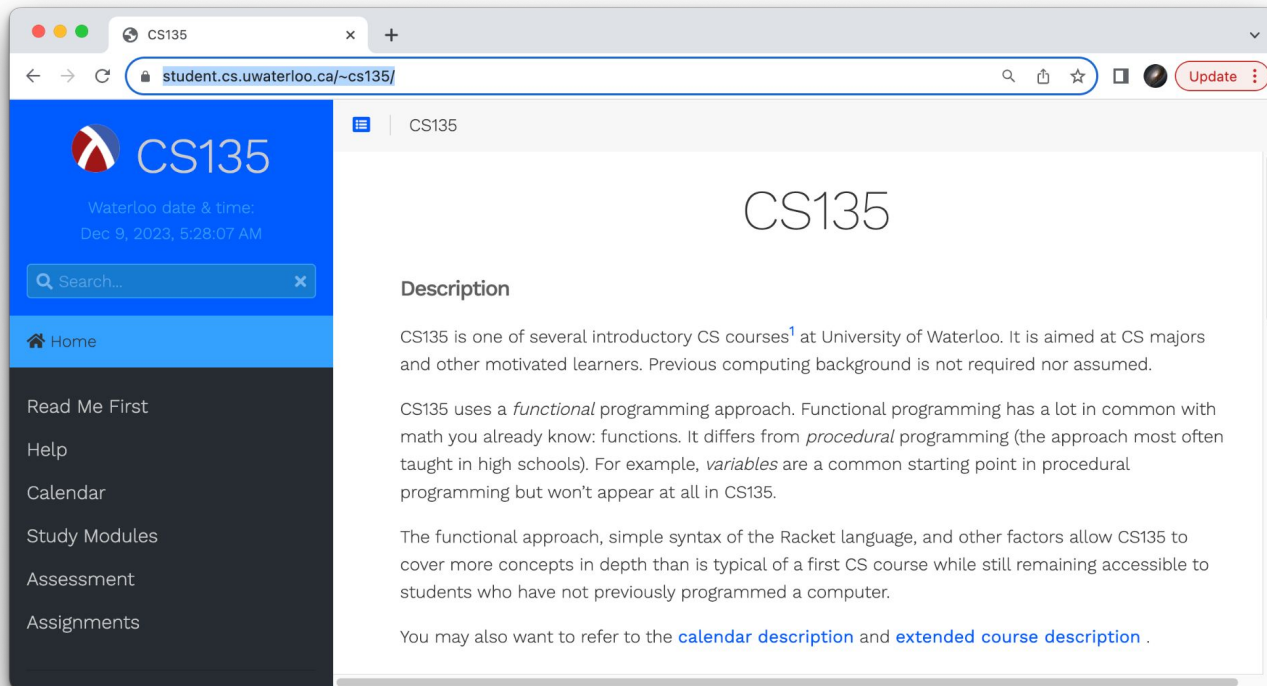 CS135
student.cs.uwaterloo.ca/~cs135/
Update
CS135
Waterloo date & time:
Dec 9, 2023, 5:28:07 AM
Search...
Home
Read Me First
Help
Calendar
Study Modules
Assessment
Assignments
CS135
CS135
Description
CS135 is one of several introductory CS courses1 at University of Waterloo. It is aimed at CS majors
and other motivated learners. Previous computing background is not required nor assumed.
CS135 uses a functional programming approach. Functional programming has a lot in common with
math you already know: functions. It differs from procedural programming (the approach most often
taught in high schools). For example, variables are a common starting point in procedural
programming but won't appear at all in CS135.
The functional approach, simple syntax of the Racket language, and other factors allow CS135 to
cover more concepts in depth than is typical of a first CS course while still remaining accessible to
students who have not previously programmed a computer.
You may also want to refer to the calendar description and extended course description .